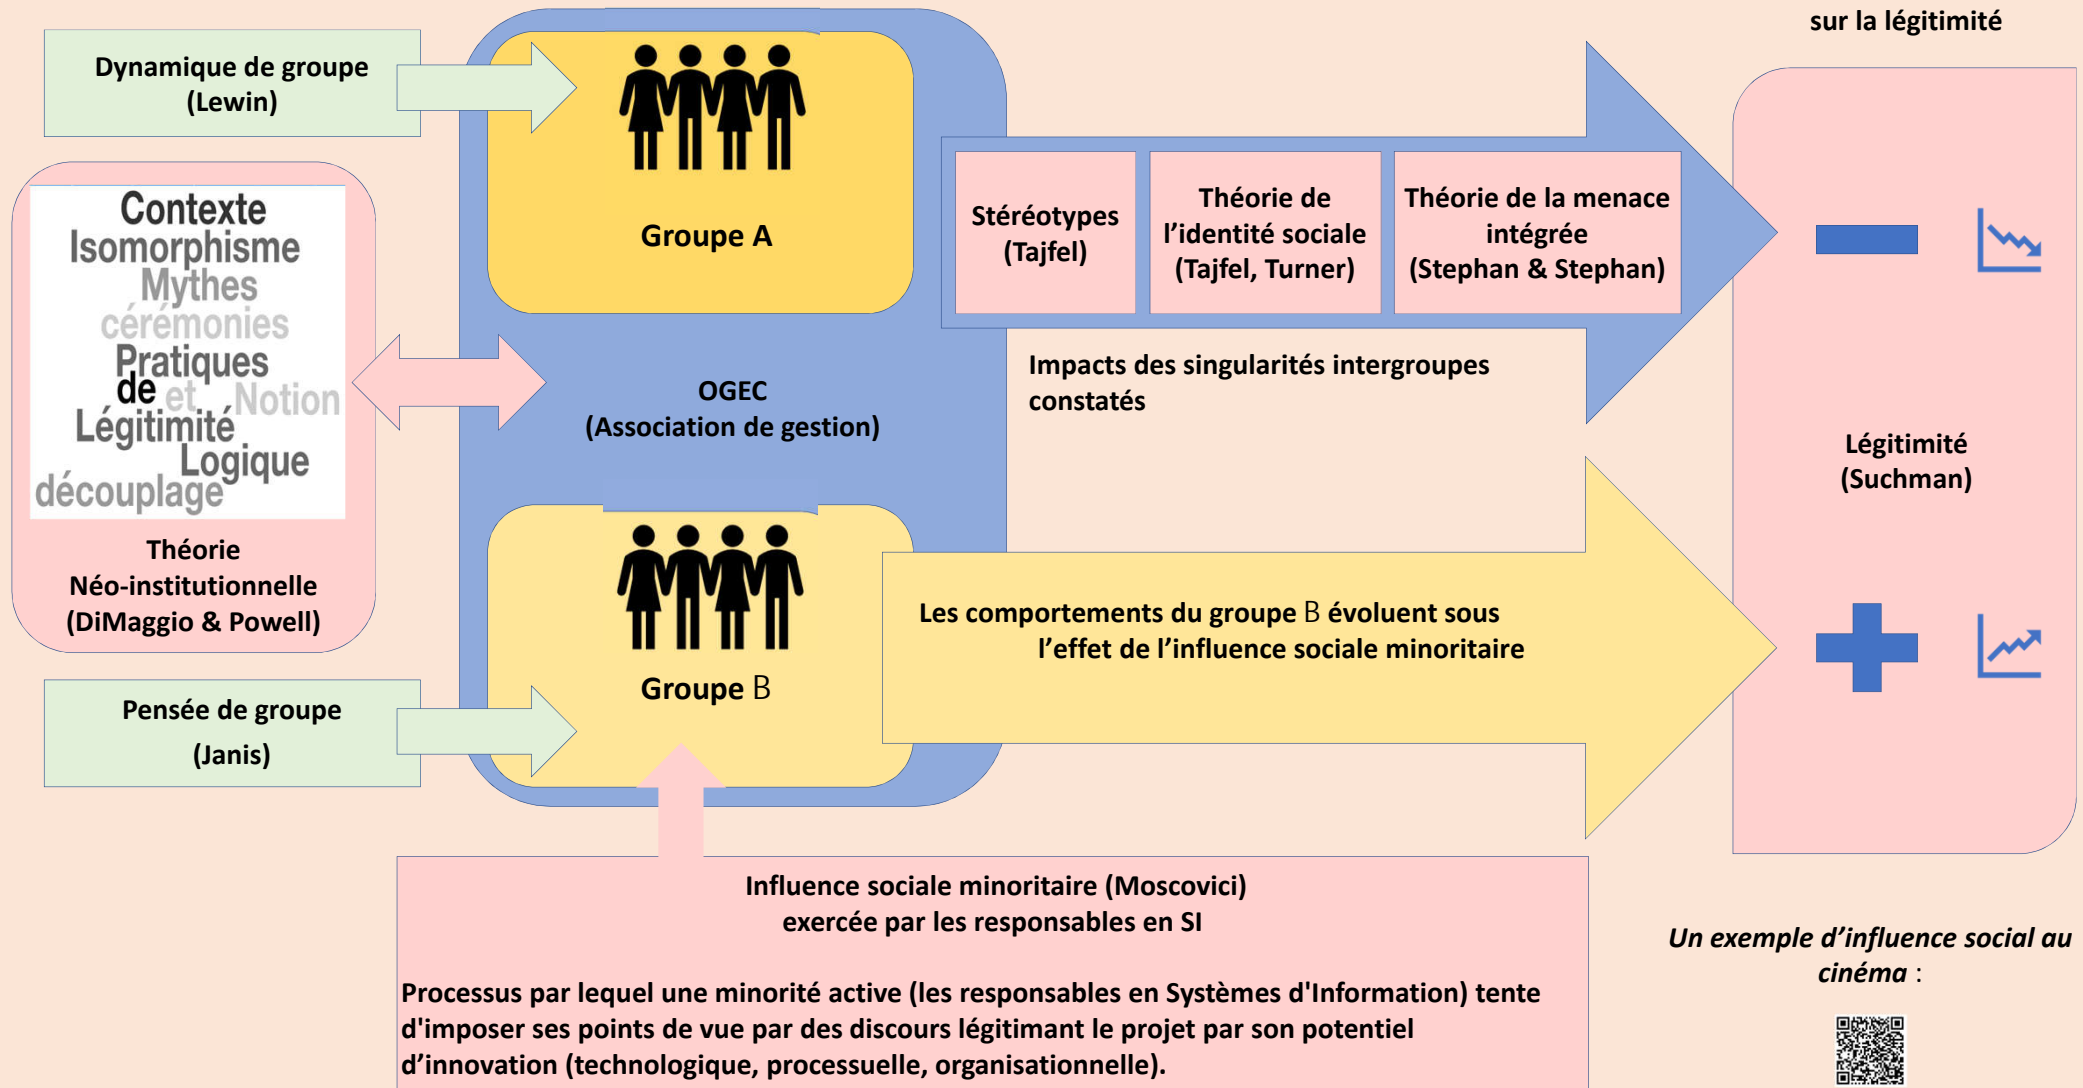 sur la légitimité
Dynamique de groupe
(Lewin)
Groupe A
Stéréotypes
(Tajfel)
Théorie de
l’identité sociale
(Tajfel, Turner)
Théorie de la menace
intégrée
(Stephan & Stephan)
Contexte
Isomorphisme
Mythes
cérémonies
Pratiques
de et Notion
Légitimité
Logique
découplage
Théorie
Néo-institutionnelle
(DiMaggio & Powell)
OGEC
(Association de gestion)
Impacts des singularités intergroupes
constatés
Légitimité
(Suchman)
Groupe B
Les comportements du groupe B évoluent sous
l’effet de l’influence sociale minoritaire
Pensée de groupe
(Janis)
Influence sociale minoritaire (Moscovici)
exercée par les responsables en SI
Processus par lequel une minorité active (les responsables en Systèmes d'Information) tente
d'imposer ses points de vue par des discours légitimant le projet par son potentiel
d’innovation (technologique, processuelle, organisationnelle).
Un exemple d’influence social au
cinéma :